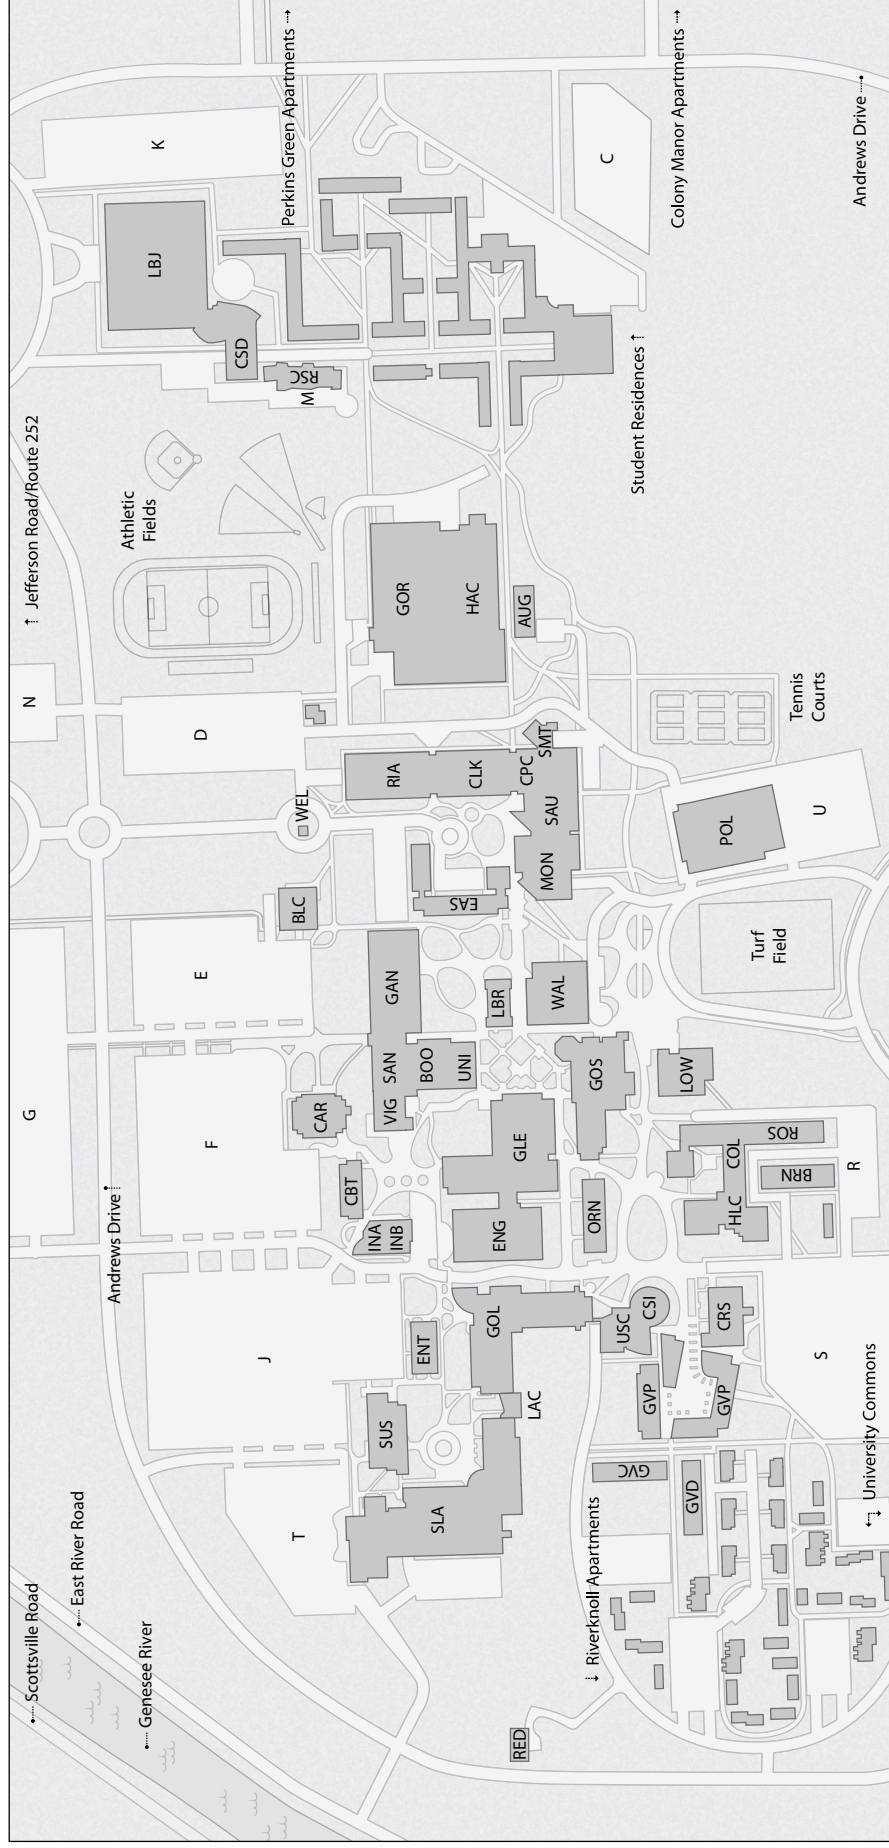 Scottsville Road
East River Road
Genesee River
Andrews Drive
Jefferson Road/Route 252
T
J
G
F
E
N
D
Athletic
Fields
K
LBJ
CSD
RSC
M
Perkins Green Apartments
BLC
WEL
CAR
CBT
INA
INB
ENT
SUS
SLA
LAC
GOL
ENG
GLE
VIG
SAN
BOO
UNI
GAN
LBR
WAL
EAS
RIA
CLK
CPC
SMT
SAU
MON
GOR
HAC
AUG
Student Residences
C
Colony Manor Apartments
Andrews Drive
RED
Riverknoll Apartments
GVC
GVD
GVP
GVP
USC
CSI
CRS
ORN
GOS
LOW
HLC
COL
ROS
BRN
R
S
University Commons
Turf
Field
POL
U
Tennis
Courts